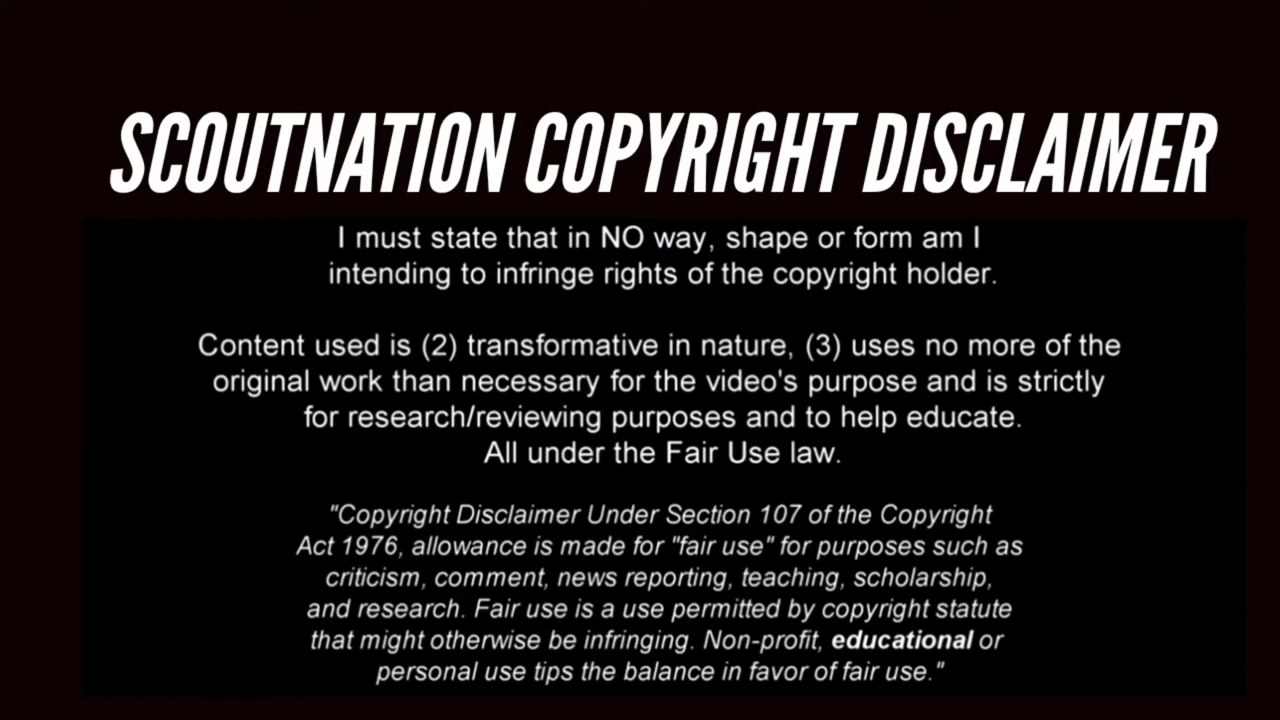 SCOUTNATION COPYRIGHT DISCLAIMER
I must state that in NO way, shape or form am I
intending to infringe rights of the copyright holder.
Content used is (2) transformative in nature, (3) uses no more of the
original work than necessary for the video's purpose and is strictly
for research/reviewing purposes and to help educate.
All under the Fair Use law.
"Copyright Disclaimer Under Section 107 of the Copyright
Act 1976, allowance is made for "fair use" for purposes such as
criticism, comment, news reporting, teaching, scholarship,
and research. Fair use is a use permitted by copyright statute
that might otherwise be infringing. Non-profit, educational or
personal use tips the balance in favor of fair use."